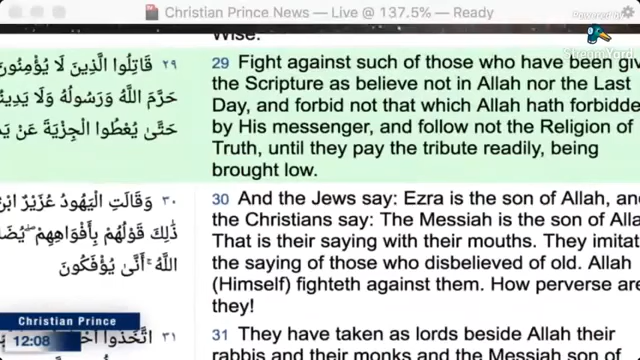 Christian Prince News — Live @ 137.5% — Ready
Powered by
StreamYard
Wise.
٢٩ قَاتِلُوا الَّذِينَ لَا يُؤْمِنُونَ
حَرَّمَ اللَّهُ وَرَسُولُهُ وَلَا يَدِينُ
حَتَّىٰ يُعْطُوا الْجِزْيَةَ عَنْ يَدٍ
29 Fight against such of those who have been giv
the Scripture as believe not in Allah nor the Last
Day, and forbid not that which Allah hath forbidde
by His messenger, and follow not the Religion of
Truth, until they pay the tribute readily, being
brought low.
٣٠ وَقَالَتِ الْيَهُودُ عُزَيْرٌ ابْنُ
ذَٰلِكَ قَوْلُهُمْ بِأَفْوَاهِهِمْ ۖ
اللَّهُ ۚ أَنَّىٰ يُؤْفَكُونَ
30 And the Jews say: Ezra is the son of Allah, an
the Christians say: The Messiah is the son of Alla
That is their saying with their mouths. They imitat
the saying of those who disbelieved of old. Allah
(Himself) fighteth against them. How perverse are
they!
Christian Prince
12:08
٣١ اتَّخَذُوا
31 They have taken as lords beside Allah their
rabbis and their monks and the Messiah son of